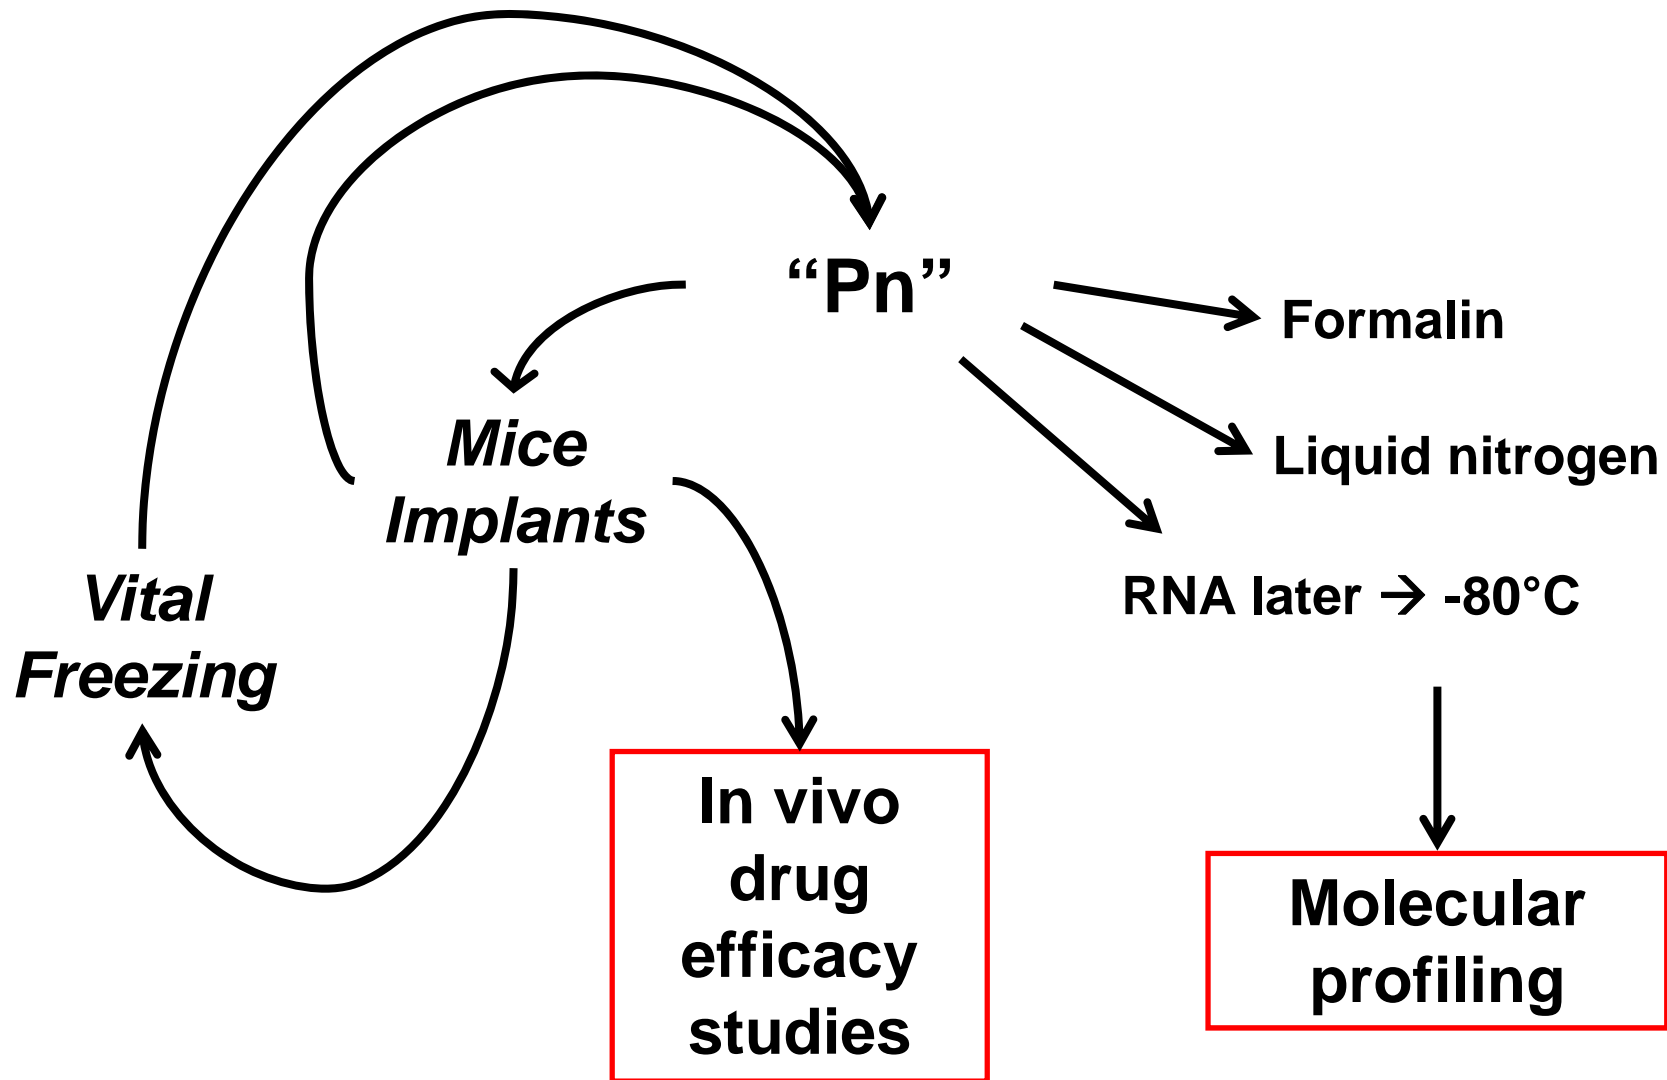 “Pn”
Formalin
Liquid nitrogen
RNA later → -80°C
Mice
Implants
Vital
Freezing
In vivo
drug
efficacy
studies
Molecular
profiling